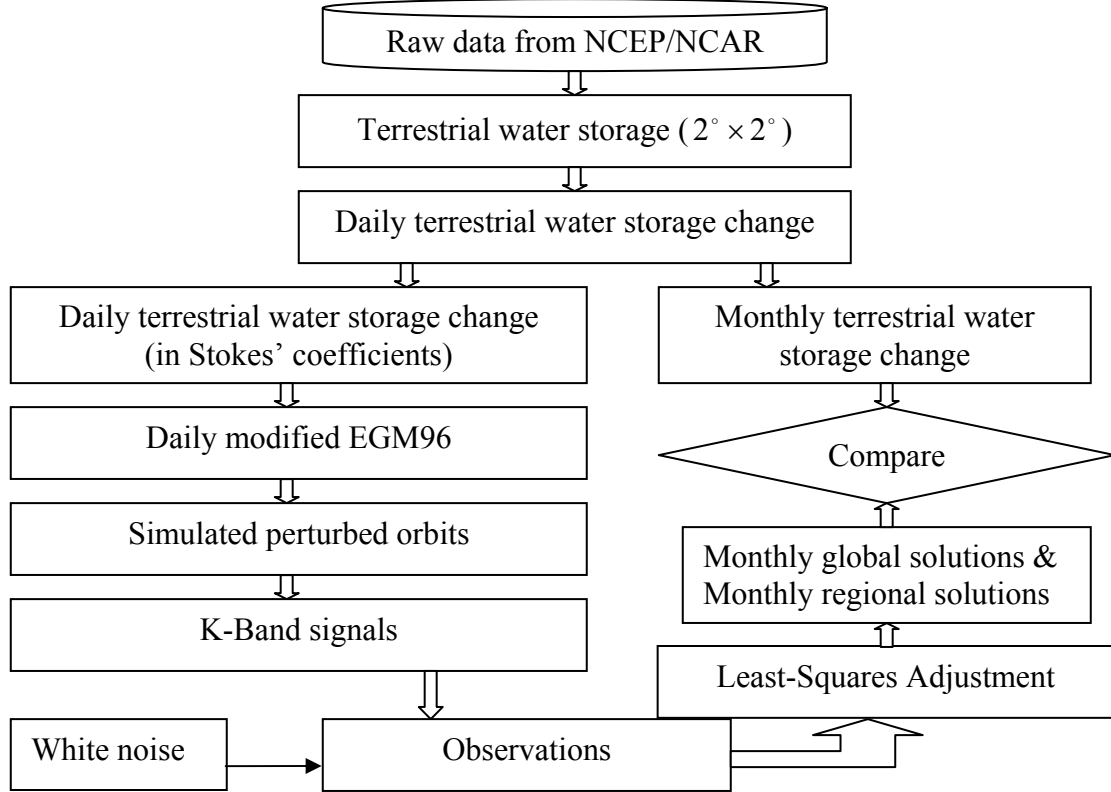 Raw data from NCEP/NCAR
Terrestrial water storage (2° × 2°)
Daily terrestrial water storage change
Daily terrestrial water storage change
(in Stokes’ coefficients)
Daily modified EGM96
Simulated perturbed orbits
K-Band signals
White noise
Observations
Monthly terrestrial water
storage change
Compare
Monthly global solutions &
Monthly regional solutions
Least-Squares Adjustment